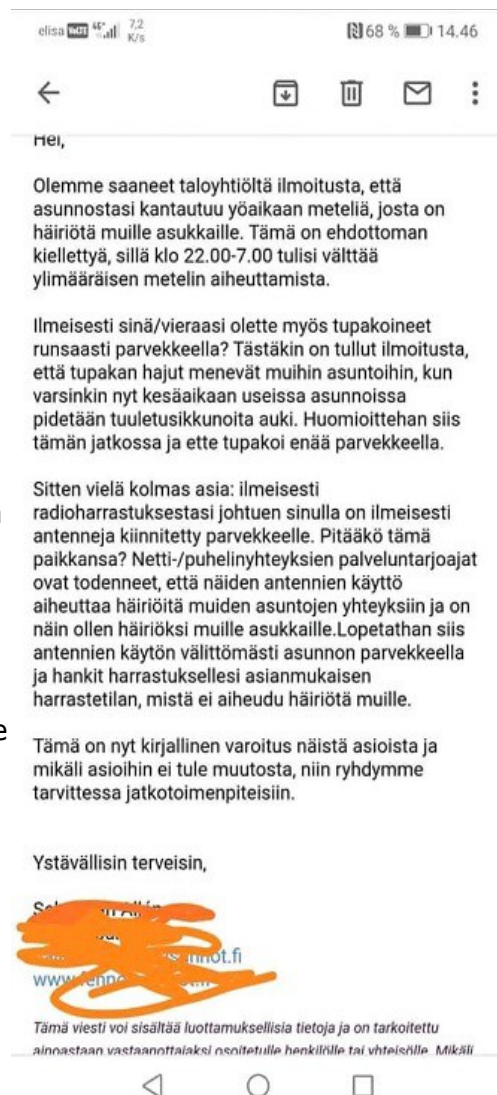 elisa VoLTE 4G+ 7,2 K/s 68 % 14.46
Hei,
Olemme saaneet taloyhtiöltä ilmoitusta, että
asunnostasi kantautuu yöaikaan meteliä, josta on
häiriötä muille asukkaille. Tämä on ehdottoman
kiellettyä, sillä klo 22.00-7.00 tulisi välttää
ylimääräisen metelin aiheuttamista.
Ilmeisesti sinä/vieraasi olette myös tupakoineet
runsaasti parvekkeella? Tästäkin on tullut ilmoitusta,
että tupakan hajut menevät muihin asuntoihin, kun
varsinkin nyt kesäaikaan useissa asunnoissa
pidetään tuuletusikkunoita auki. Huomioittehan siis
tämän jatkossa ja ette tupakoi enää parvekkeella.
Sitten vielä kolmas asia: ilmeisesti
radioharrastuksestasi johtuen sinulla on ilmeisesti
antenneja kiinnitetty parvekkeelle. Pitääkö tämä
paikkansa? Netti-/puhelinyhteyksien palveluntarjoajat
ovat todenneet, että näiden antennien käyttö
aiheuttaa häiriöitä muiden asuntojen yhteyksiin ja on
näin ollen häiriöksi muille asukkaille.Lopetathan siis
antennien käytön välittömästi asunnon parvekkeella
ja hankit harrastuksellesi asianmukaisen
harrastetilan, mistä ei aiheudu häiriötä muille.
Tämä on nyt kirjallinen varoitus näistä asioista ja
mikäli asioihin ei tule muutosta, niin ryhdymme
tarvittessa jatkotoimenpiteisiin.
Ystävällisin terveisin,
Tämä viesti voi sisältää luottamuksellisia tietoja ja on tarkoitettu
ainoastaan vastaanottajaksi osoitetulle henkilölle tai yhteisölle. Mikäli